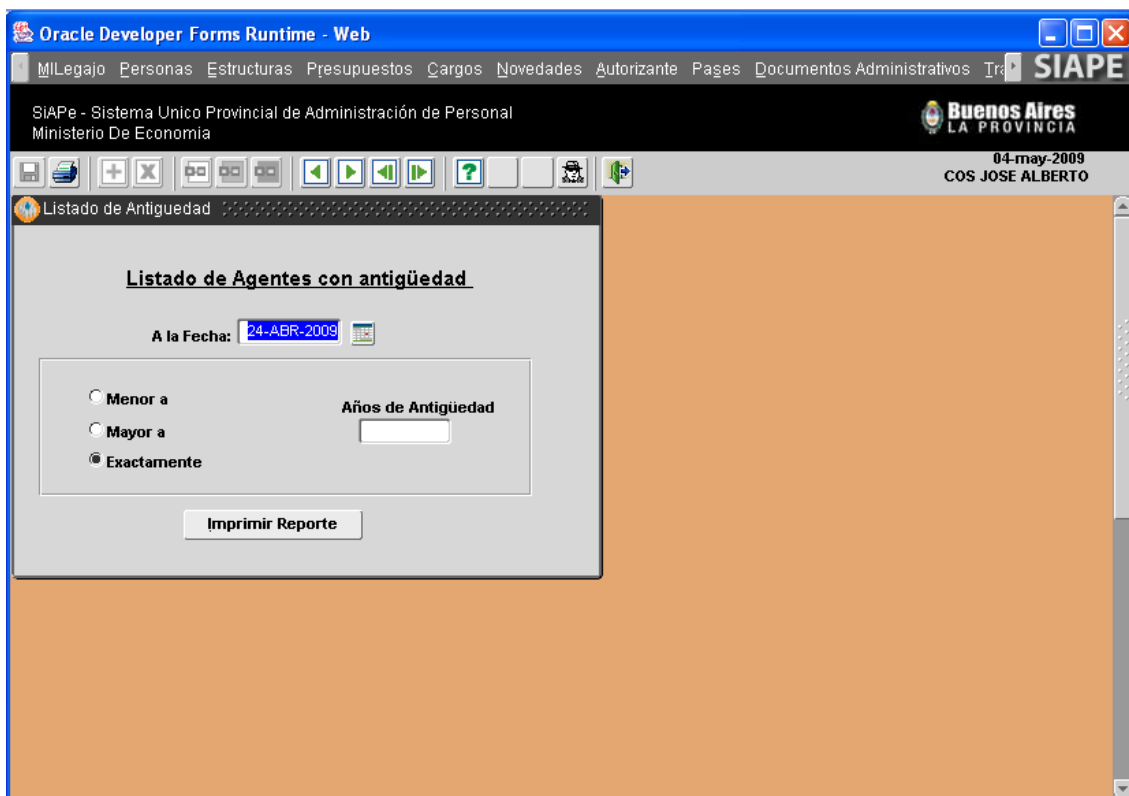 Oracle Developer Forms Runtime - Web
MILegajo Personas Estructuras Presupuestos Cargos Novedades Autorizante Pases Documentos Administrativos Tra SIAPE
SiAPe - Sistema Unico Provincial de Administración de Personal
Ministerio De Economia
Buenos Aires
LA PROVINCIA
04-may-2009
COS JOSE ALBERTO
Listado de Antiguedad
Listado de Agentes con antigüedad
A la Fecha: 24-ABR-2009
Menor a
Años de Antigüedad
Mayor a
Exactamente
Imprimir Reporte